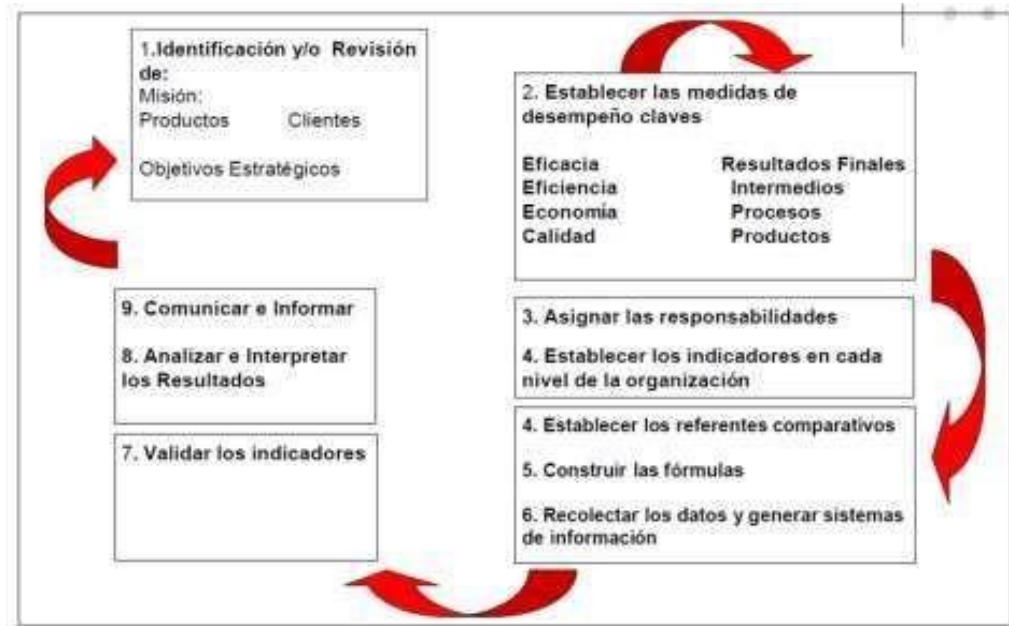 1.Identificación y/o Revisión
de:
Misión:
Productos Clientes
Objetivos Estratégicos
2. Establecer las medidas de
desempeño claves
Eficacia Resultados Finales
Eficiencia Intermedios
Economía Procesos
Calidad Productos
3. Asignar las responsabilidades
4. Establecer los indicadores en cada
nivel de la organización
4. Establecer los referentes comparativos
5. Construir las fórmulas
6. Recolectar los datos y generar sistemas
de información
7. Validar los indicadores
9. Comunicar e Informar
8. Analizar e Interpretar
los Resultados